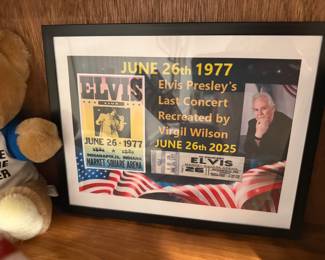 JUNE 26th 1977
ELVIS
Elvis Presley's
Last Concert
Recreated by
Virgil Wilson
JUNE 26th 2025
JUNE 26 - 1977
INDIANAPOLIS, INDIANA
MARKET SQUARE ARENA
ELVIS
26